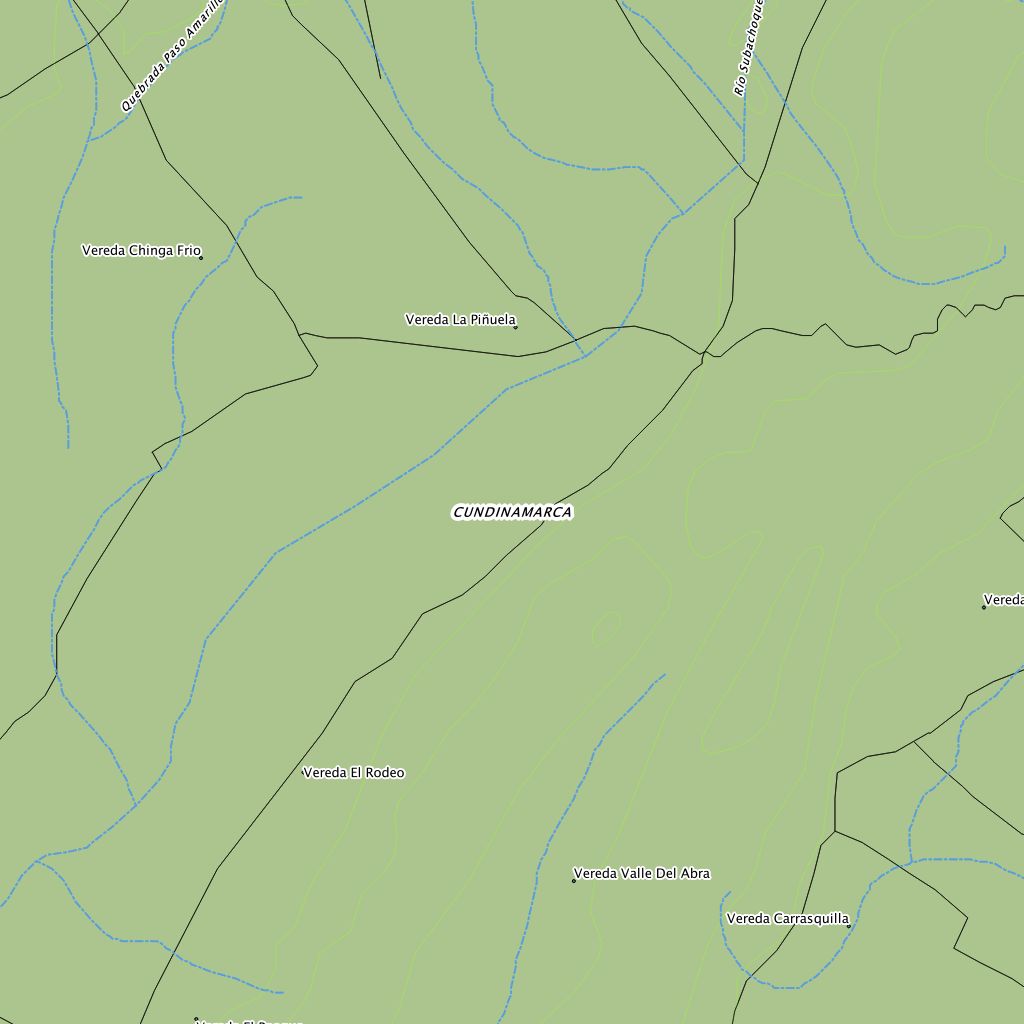 Quebrada Paso Amarillo
Río Subachoque
Vereda Chinga Frio
Vereda La Piñuela
CUNDINAMARCA
Vereda
Vereda El Rodeo
Vereda Valle Del Abra
Vereda Carrasquilla